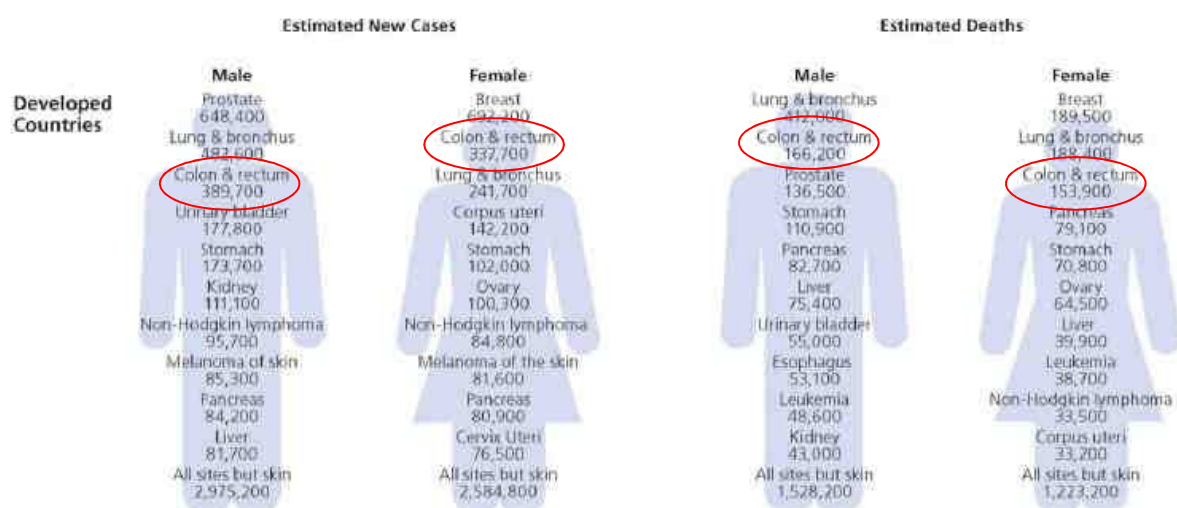 Estimated New Cases
Estimated Deaths
Developed
Countries
Male
Prostate
648,400
Lung & bronchus
482,600
Colon & rectum
389,700
Urinary bladder
177,800
Stomach
173,700
Kidney
111,100
Non-Hodgkin lymphoma
95,700
Melanoma of skin
85,300
Pancreas
84,200
Liver
81,700
All sites but skin
2,975,200
Female
Breast
692,200
Colon & rectum
337,700
Lung & bronchus
241,700
Corpus uteri
142,200
Stomach
102,000
Ovary
100,300
Non-Hodgkin lymphoma
84,800
Melanoma of the skin
81,600
Pancreas
80,900
Cervix Uteri
76,500
All sites but skin
2,584,800
Male
Lung & bronchus
412,000
Colon & rectum
166,200
Prostate
136,500
Stomach
110,900
Pancreas
82,700
Liver
75,400
Urinary bladder
55,000
Esophagus
53,100
Leukemia
48,600
Kidney
43,000
All sites but skin
1,528,200
Female
Breast
189,500
Lung & bronchus
188,400
Colon & rectum
153,900
Pancreas
79,100
Stomach
70,800
Ovary
64,500
Liver
39,900
Leukemia
38,700
Non-Hodgkin lymphoma
33,500
Corpus uteri
33,200
All sites but skin
1,223,200